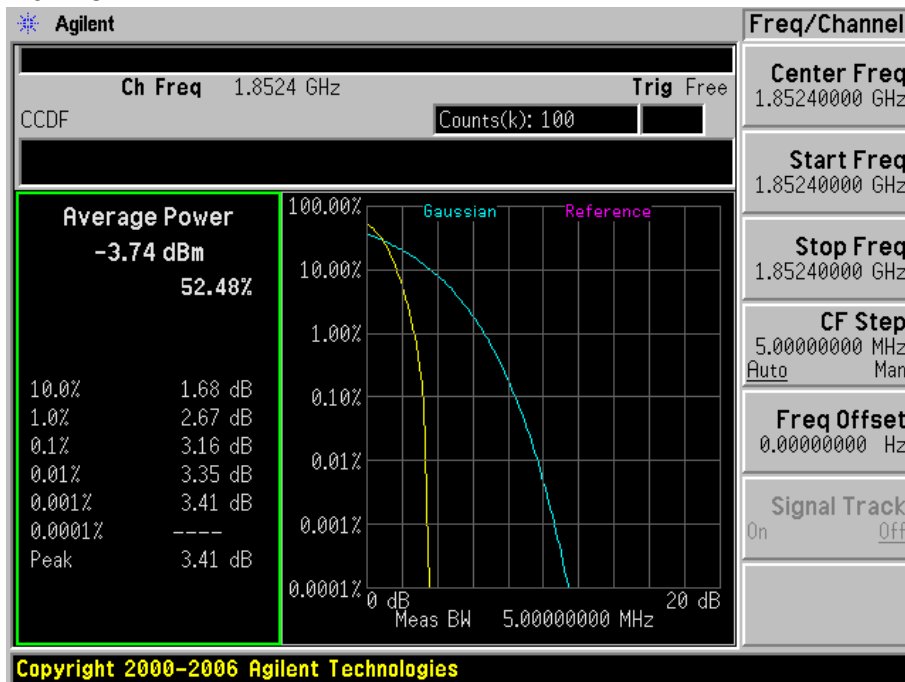 Agilent
Freq/Channel
Ch Freq 1.8524 GHz Trig Free
CCDF Counts(k): 100
Center Freq
1.85240000 GHz
Start Freq
1.85240000 GHz
Stop Freq
1.85240000 GHz
CF Step
5.00000000 MHz
Auto Man
Freq Offset
0.00000000 Hz
Signal Track
On Off
Average Power
-3.74 dBm
52.48%
10.0% 1.68 dB
1.0% 2.67 dB
0.1% 3.16 dB
0.01% 3.35 dB
0.001% 3.41 dB
0.0001% ----
Peak 3.41 dB
Gaussian Reference
100.00%
10.00%
1.00%
0.10%
0.01%
0.001%
0.0001%
0 dB 20 dB
Meas BW 5.00000000 MHz
Copyright 2000-2006 Agilent Technologies